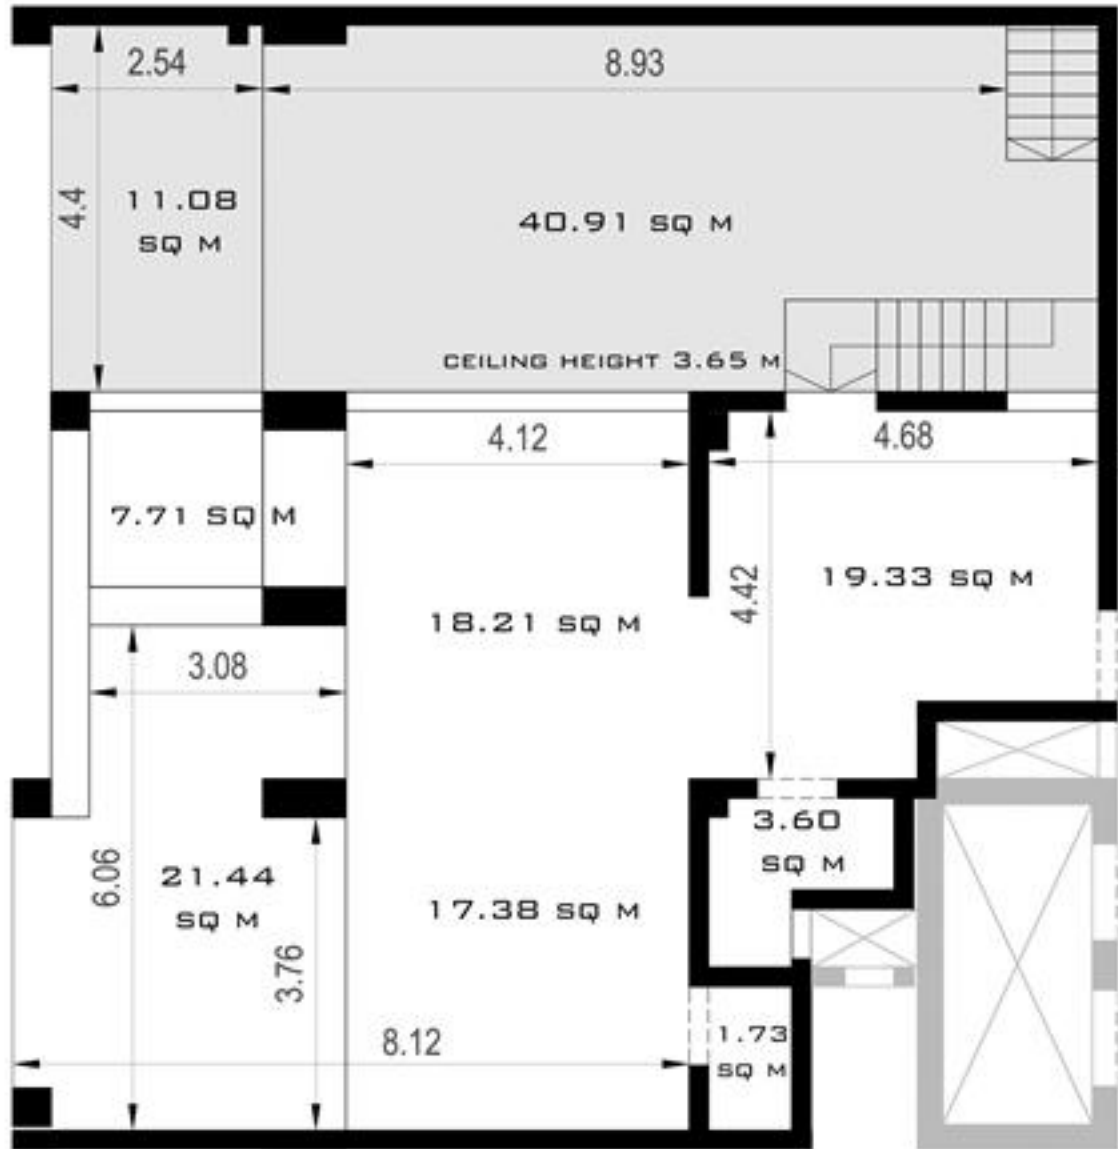 2.54
8.93
4.4
11.08
SQ M
40.91 SQ M
CEILING HEIGHT 3.65 M
4.12
4.68
7.71 SQ M
4.42
19.33 SQ M
18.21 SQ M
3.08
6.06
21.44
SQ M
3.76
17.38 SQ M
3.60
SQ M
8.12
1.73
SQ M